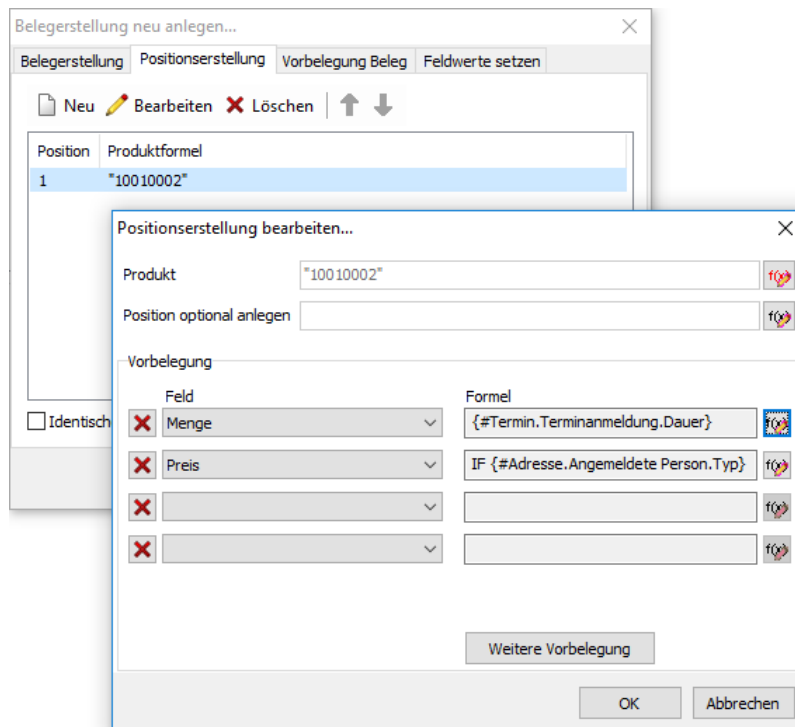 Belegerstellung neu anlegen...
Belegerstellung Positionserstellung Vorbelegung Beleg Feldwerte setzen
Neu Bearbeiten Löschen
Position Produktformel
1 "10010002"
Positionserstellung bearbeiten...
Produkt "10010002" f(x)
Position optional anlegen f(x)
Vorbelegung
Feld Formel
Identisch
Menge {#Termin.Terminanmeldung.Dauer} f(x)
Preis IF {#Adresse.Angemeldete Person.Typ} f(x)
f(x)
f(x)
Weitere Vorbelegung
OK Abbrechen